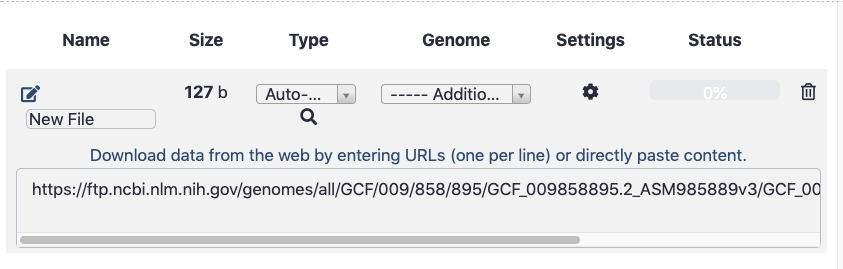 Name Size Type Genome Settings Status
127 b Auto-... ----- Additio... 0%
New File
Download data from the web by entering URLs (one per line) or directly paste content.
https://ftp.ncbi.nlm.nih.gov/genomes/all/GCF/009/858/895/GCF_009858895.2_ASM985889v3/GCF_00